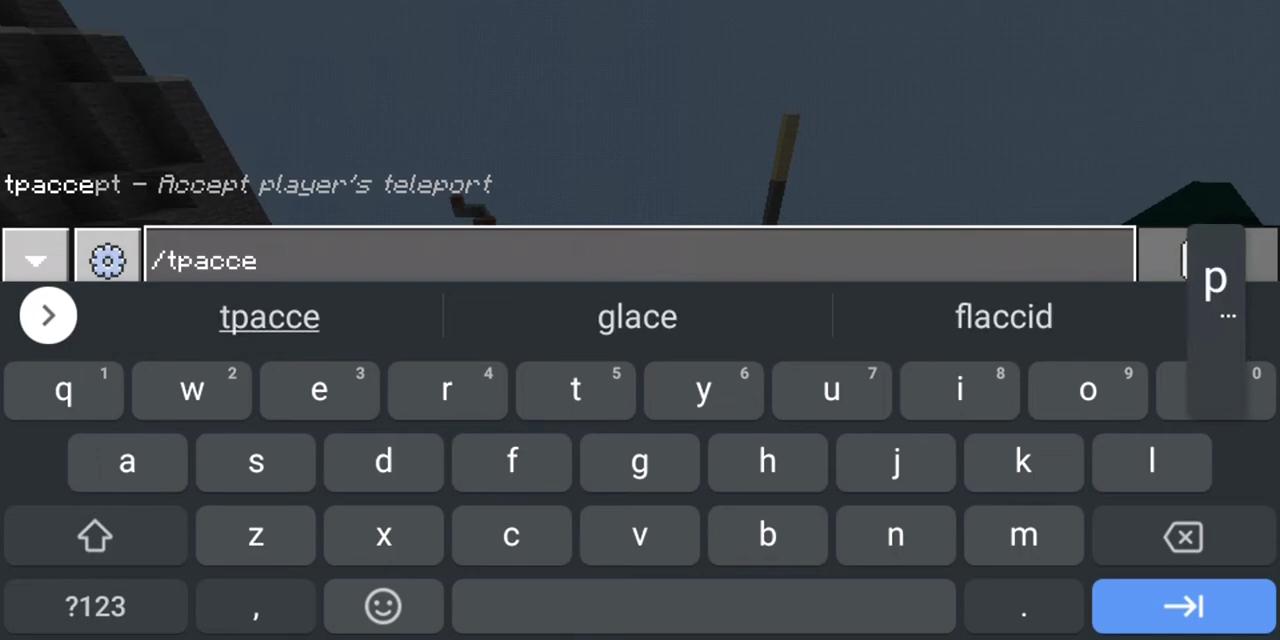 tpaccept – Accept player's teleport
/tpacce
tpacce glace flaccid
p
...
q 1 w 2 e 3 r 4 t 5 y 6 u 7 i 8 o 9 0
a s d f g h j k l
z x c v b n m
?123 , .